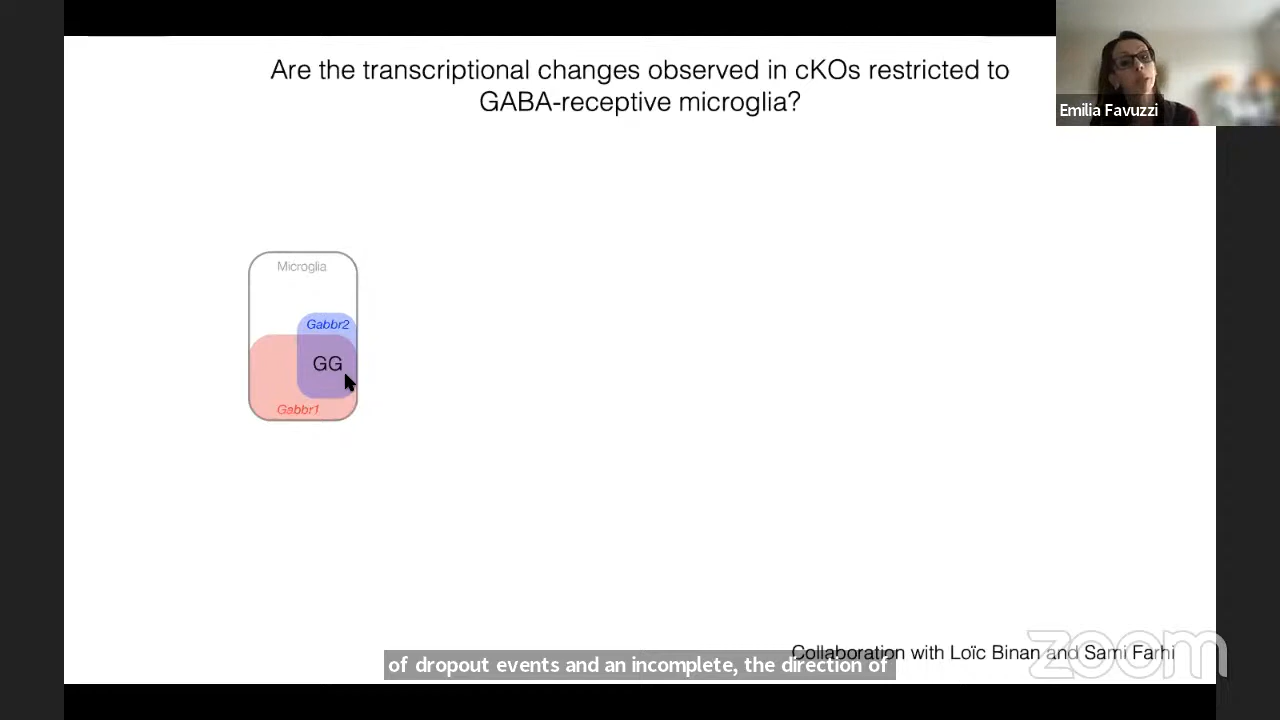 Are the transcriptional changes observed in cKOs restricted to
GABA-receptive microglia?
Emilia Favuzzi
Microglia
Gabbr2
GG
Gabbr1
Collaboration with Loïc Binan and Sami Farhi
of dropout events and an incomplete, the direction of
zoom